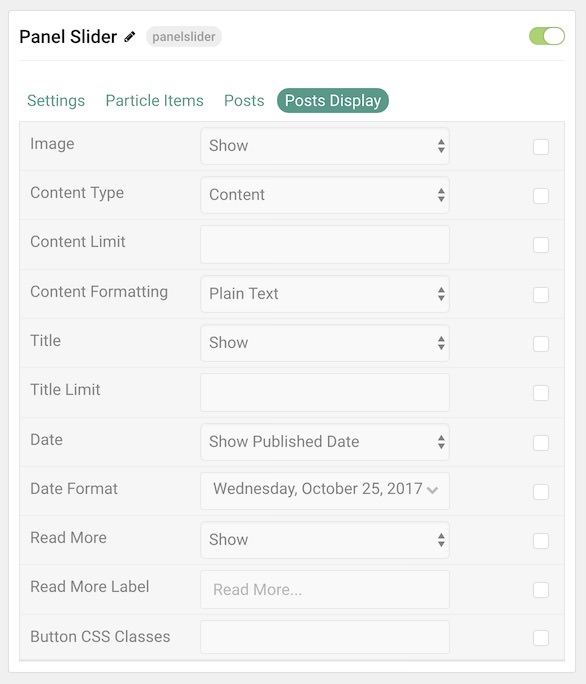 Panel Slider panelslider
Settings Particle Items Posts Posts Display
Image Show
Content Type Content
Content Limit
Content Formatting Plain Text
Title Show
Title Limit
Date Show Published Date
Date Format Wednesday, October 25, 2017
Read More Show
Read More Label Read More...
Button CSS Classes